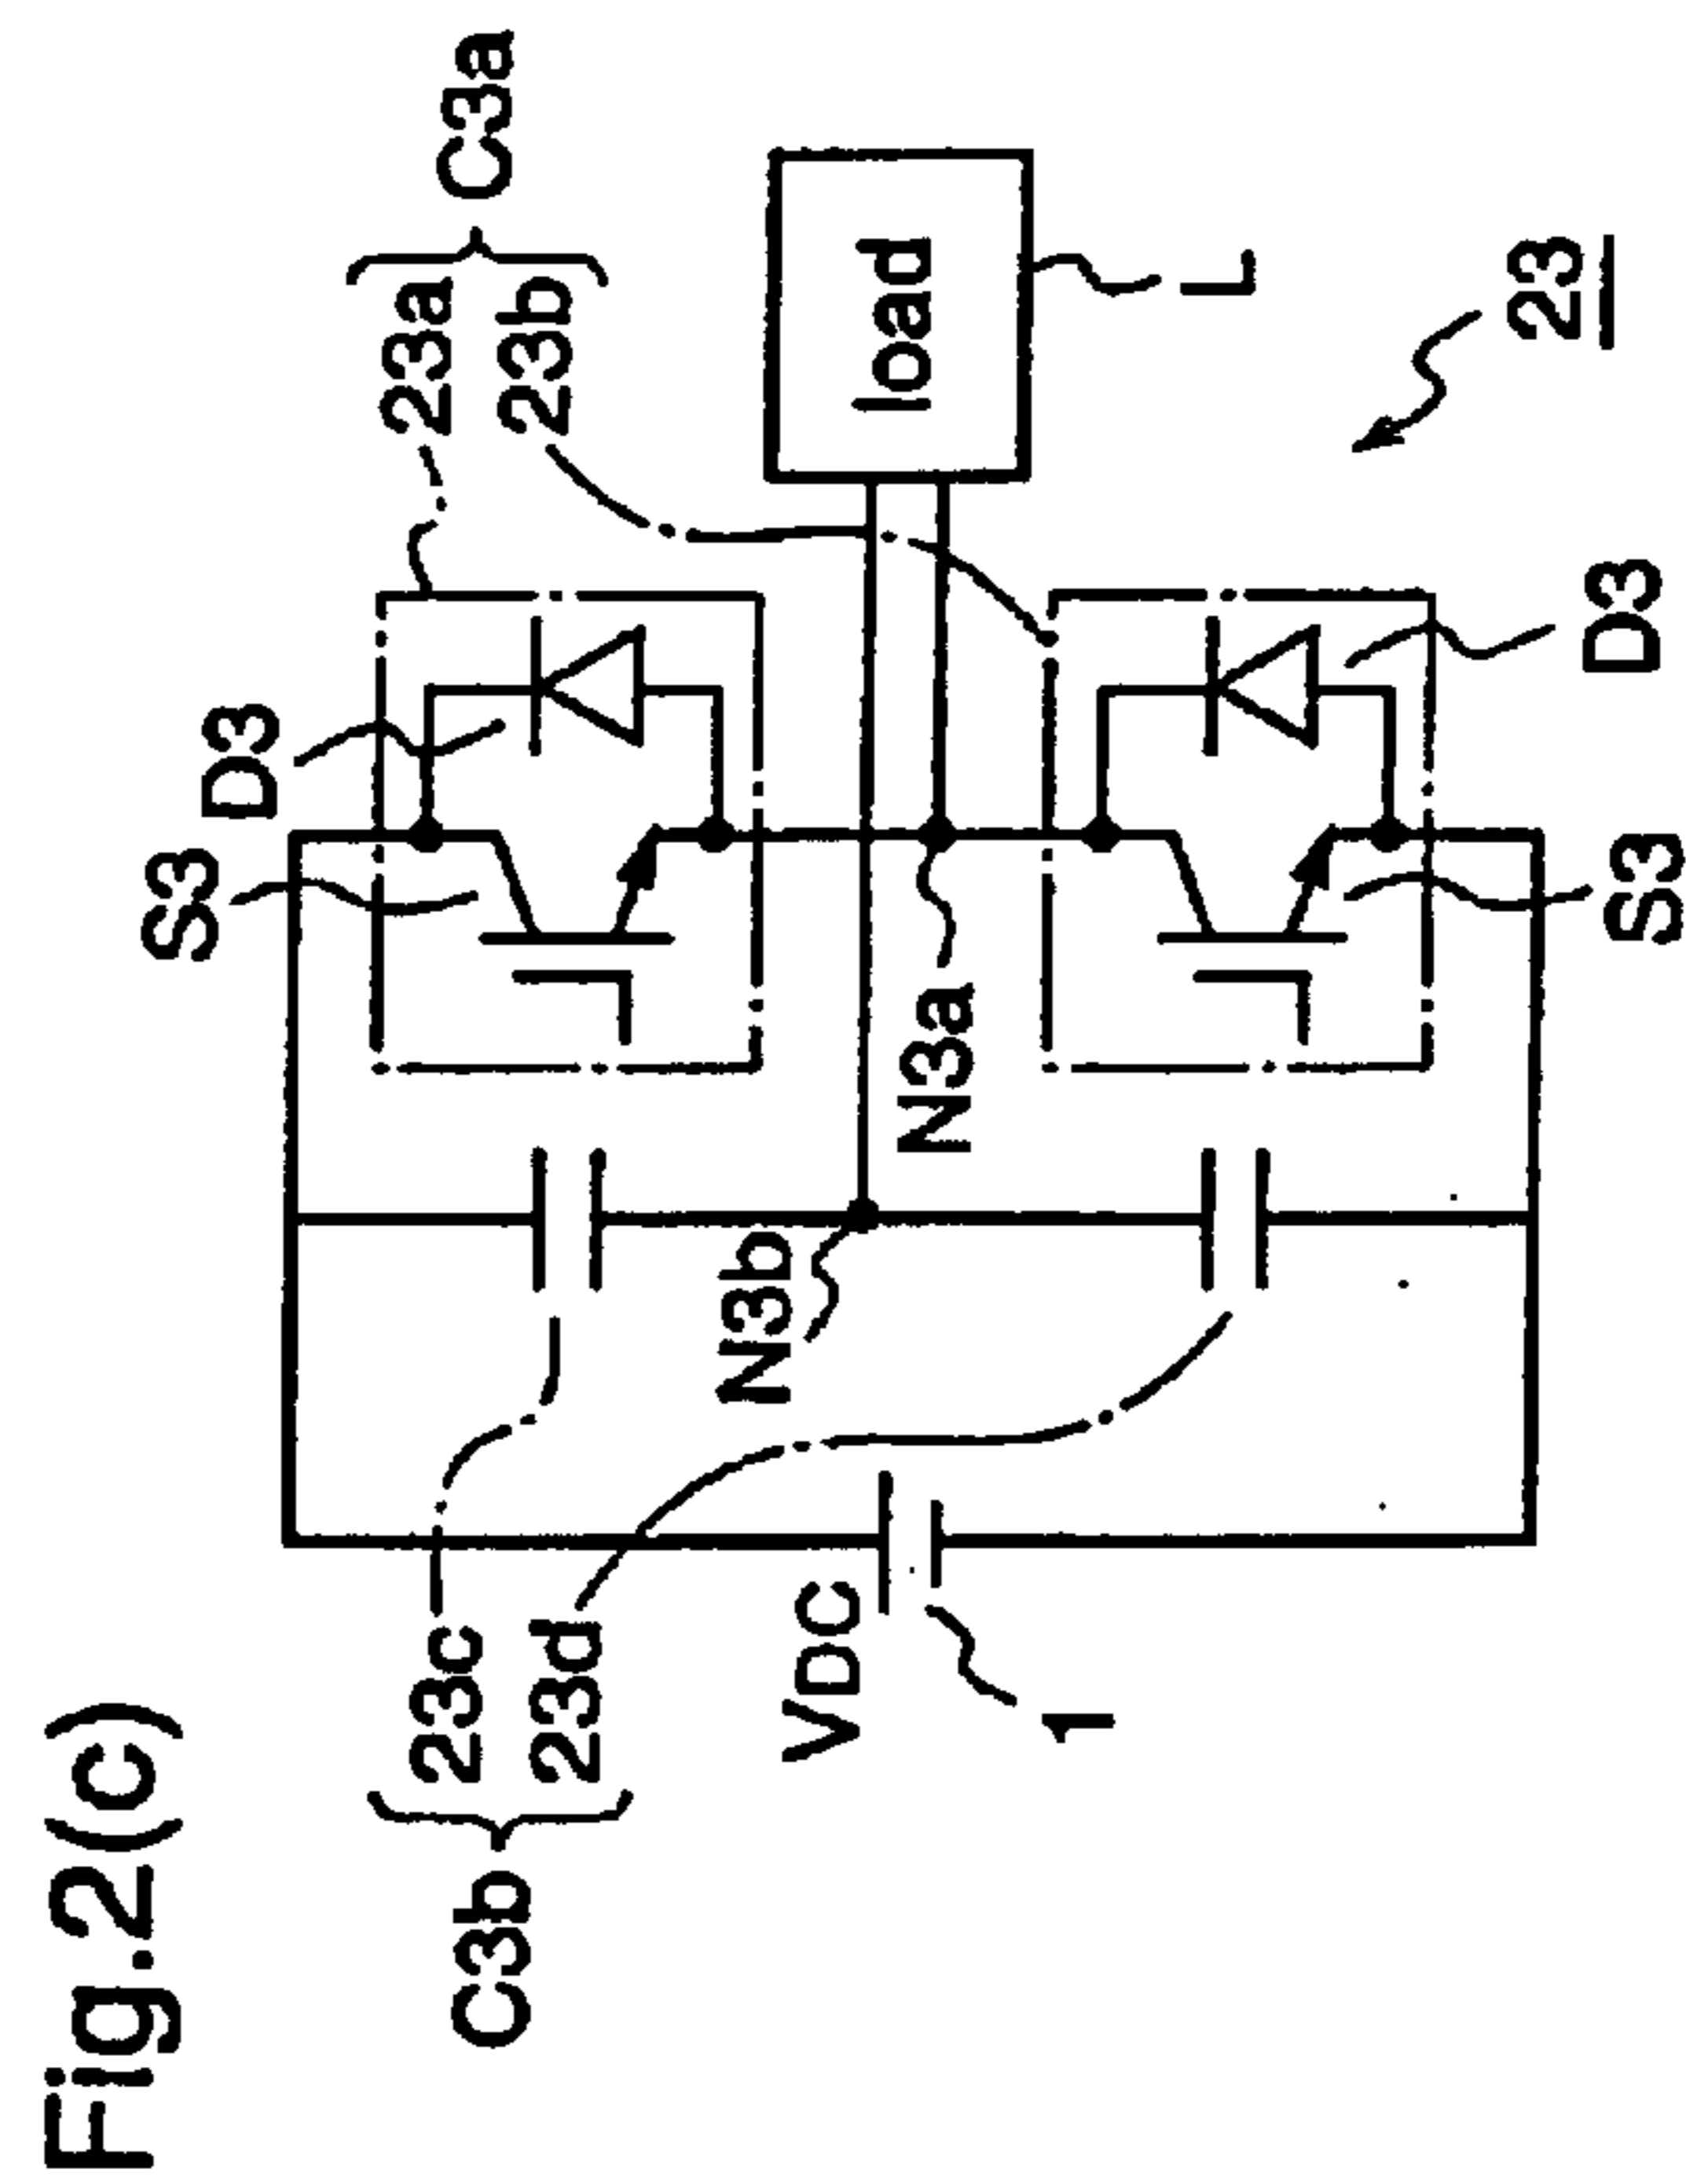 Fig.2(c)
C3b
23c
23d
VDC
1
N3b
N3a
S3
D3
S3
D3
23a
23b
C3a
load
L
23